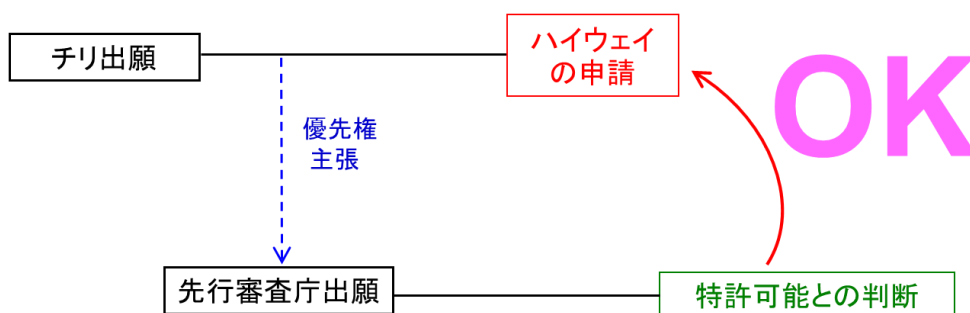 チリ出願
ハイウェイ
の申請
OK
優先権
主張
先行審査庁出願
特許可能との判断